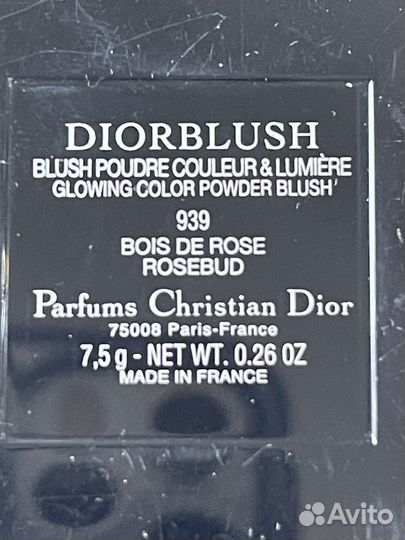 DIORBLUSH
BLUSH POUDRE COULEUR & LUMIÈRE
GLOWING COLOR POWDER BLUSH
939
BOIS DE ROSE
ROSEBUD
Parfums Christian Dior
75008 Paris-France
7,5 g - NET WT. 0.26 OZ
MADE IN FRANCE
Avito